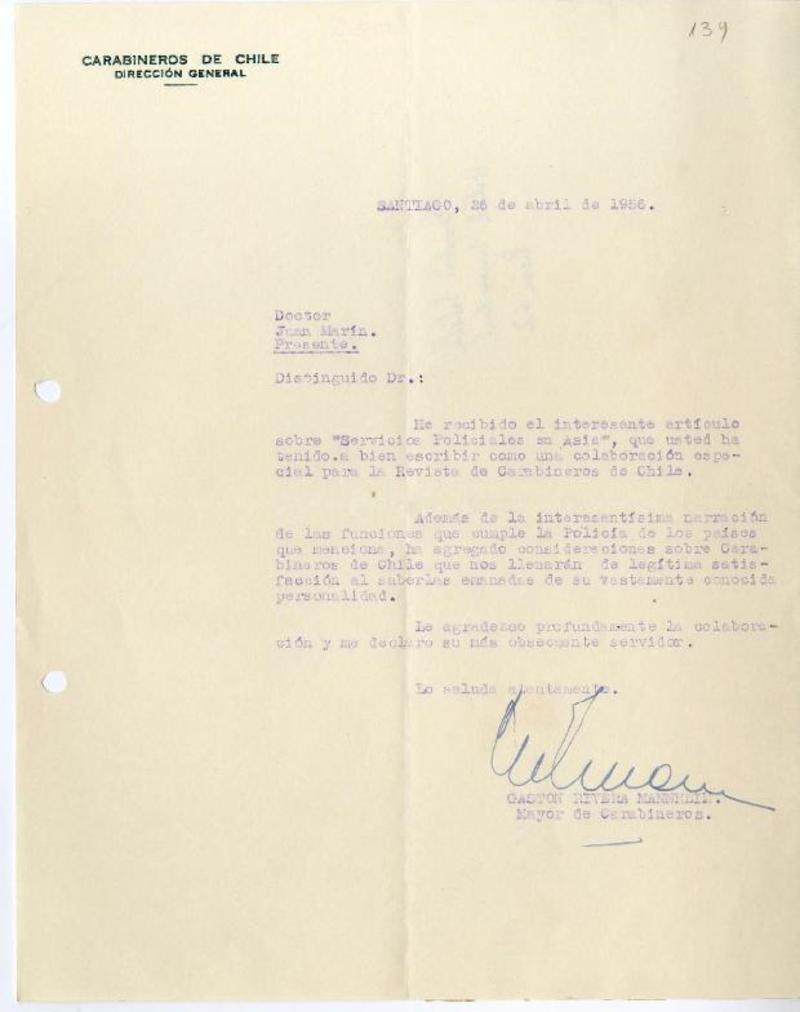 139
CARABINEROS DE CHILE
DIRECCIÓN GENERAL
SANTIAGO, 26 de abril de 1956.
Doctor
Juan Marín.
Presente.
Distinguido Dr.:
He recibido el interesante artículo
sobre "Servicios Policiales en Asia", que usted ha
tenido.a bien escribir como una colaboración espe-
cial para la Revista de Carabineros de Chile.
Además de la interesantísima narración
de las funciones que cumple la Policía de los países
que menciona, ha agregado consideraciones sobre Cara-
bineros de Chile que nos llenarán de legítima satis-
facción al saberlas emanadas de su vastamente conocida
personalidad.
Le agradezco profundamente la colabora-
ción y me declaro su más obsecuente servidor.
Lo saluda atentamente.
GASTON RIVERA MANNHEIM.
Mayor de Carabineros.